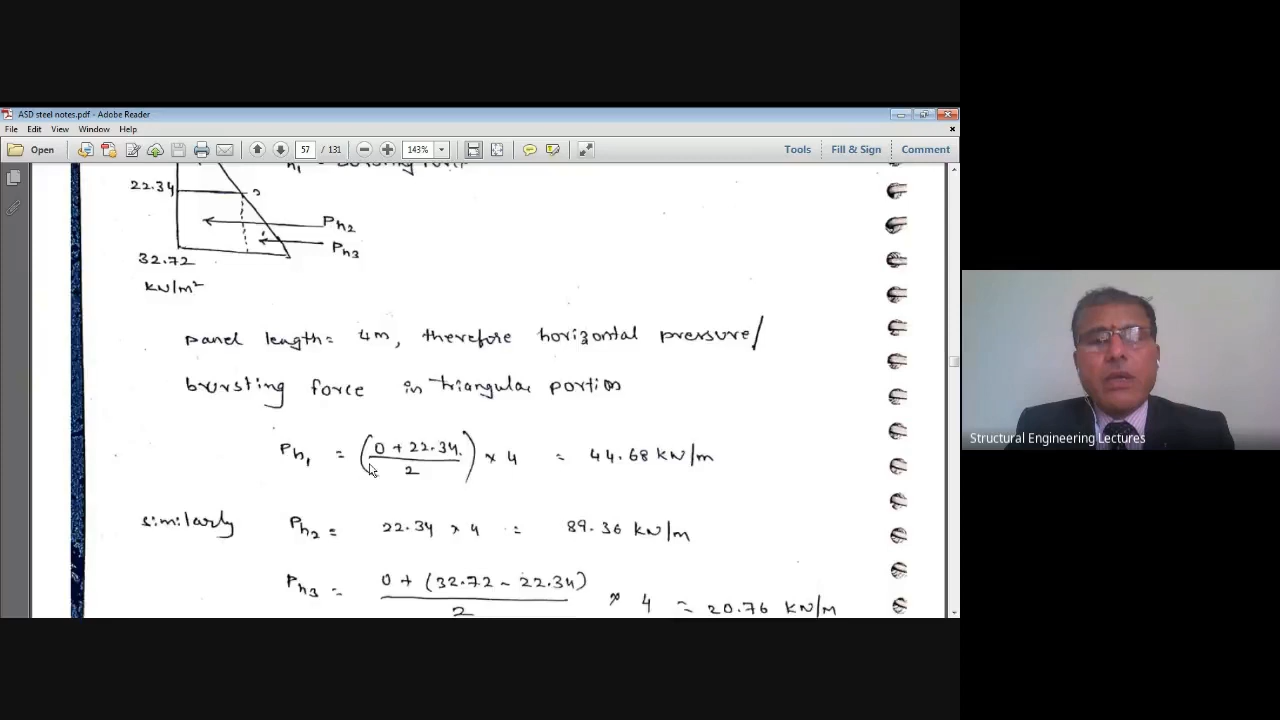 ASD steel notes.pdf - Adobe Reader
File Edit View Window Help
Open 57 / 131 143% Tools Fill & Sign Comment
22.34
Ph2
Ph3
32.72
KN/m²
panel length = 4m, therefore horizontal pressure/
brursting force in triangular portion
Ph1 = (0 + 22.34 / 2) × 4 = 44.68 KN/m
similarly Ph2 = 22.34 × 4 = 89.36 KN/m
Ph3 = 0 + (32.72 - 22.34) / 2 × 4 = 20.76 KN/m
Structural Engineering Lectures